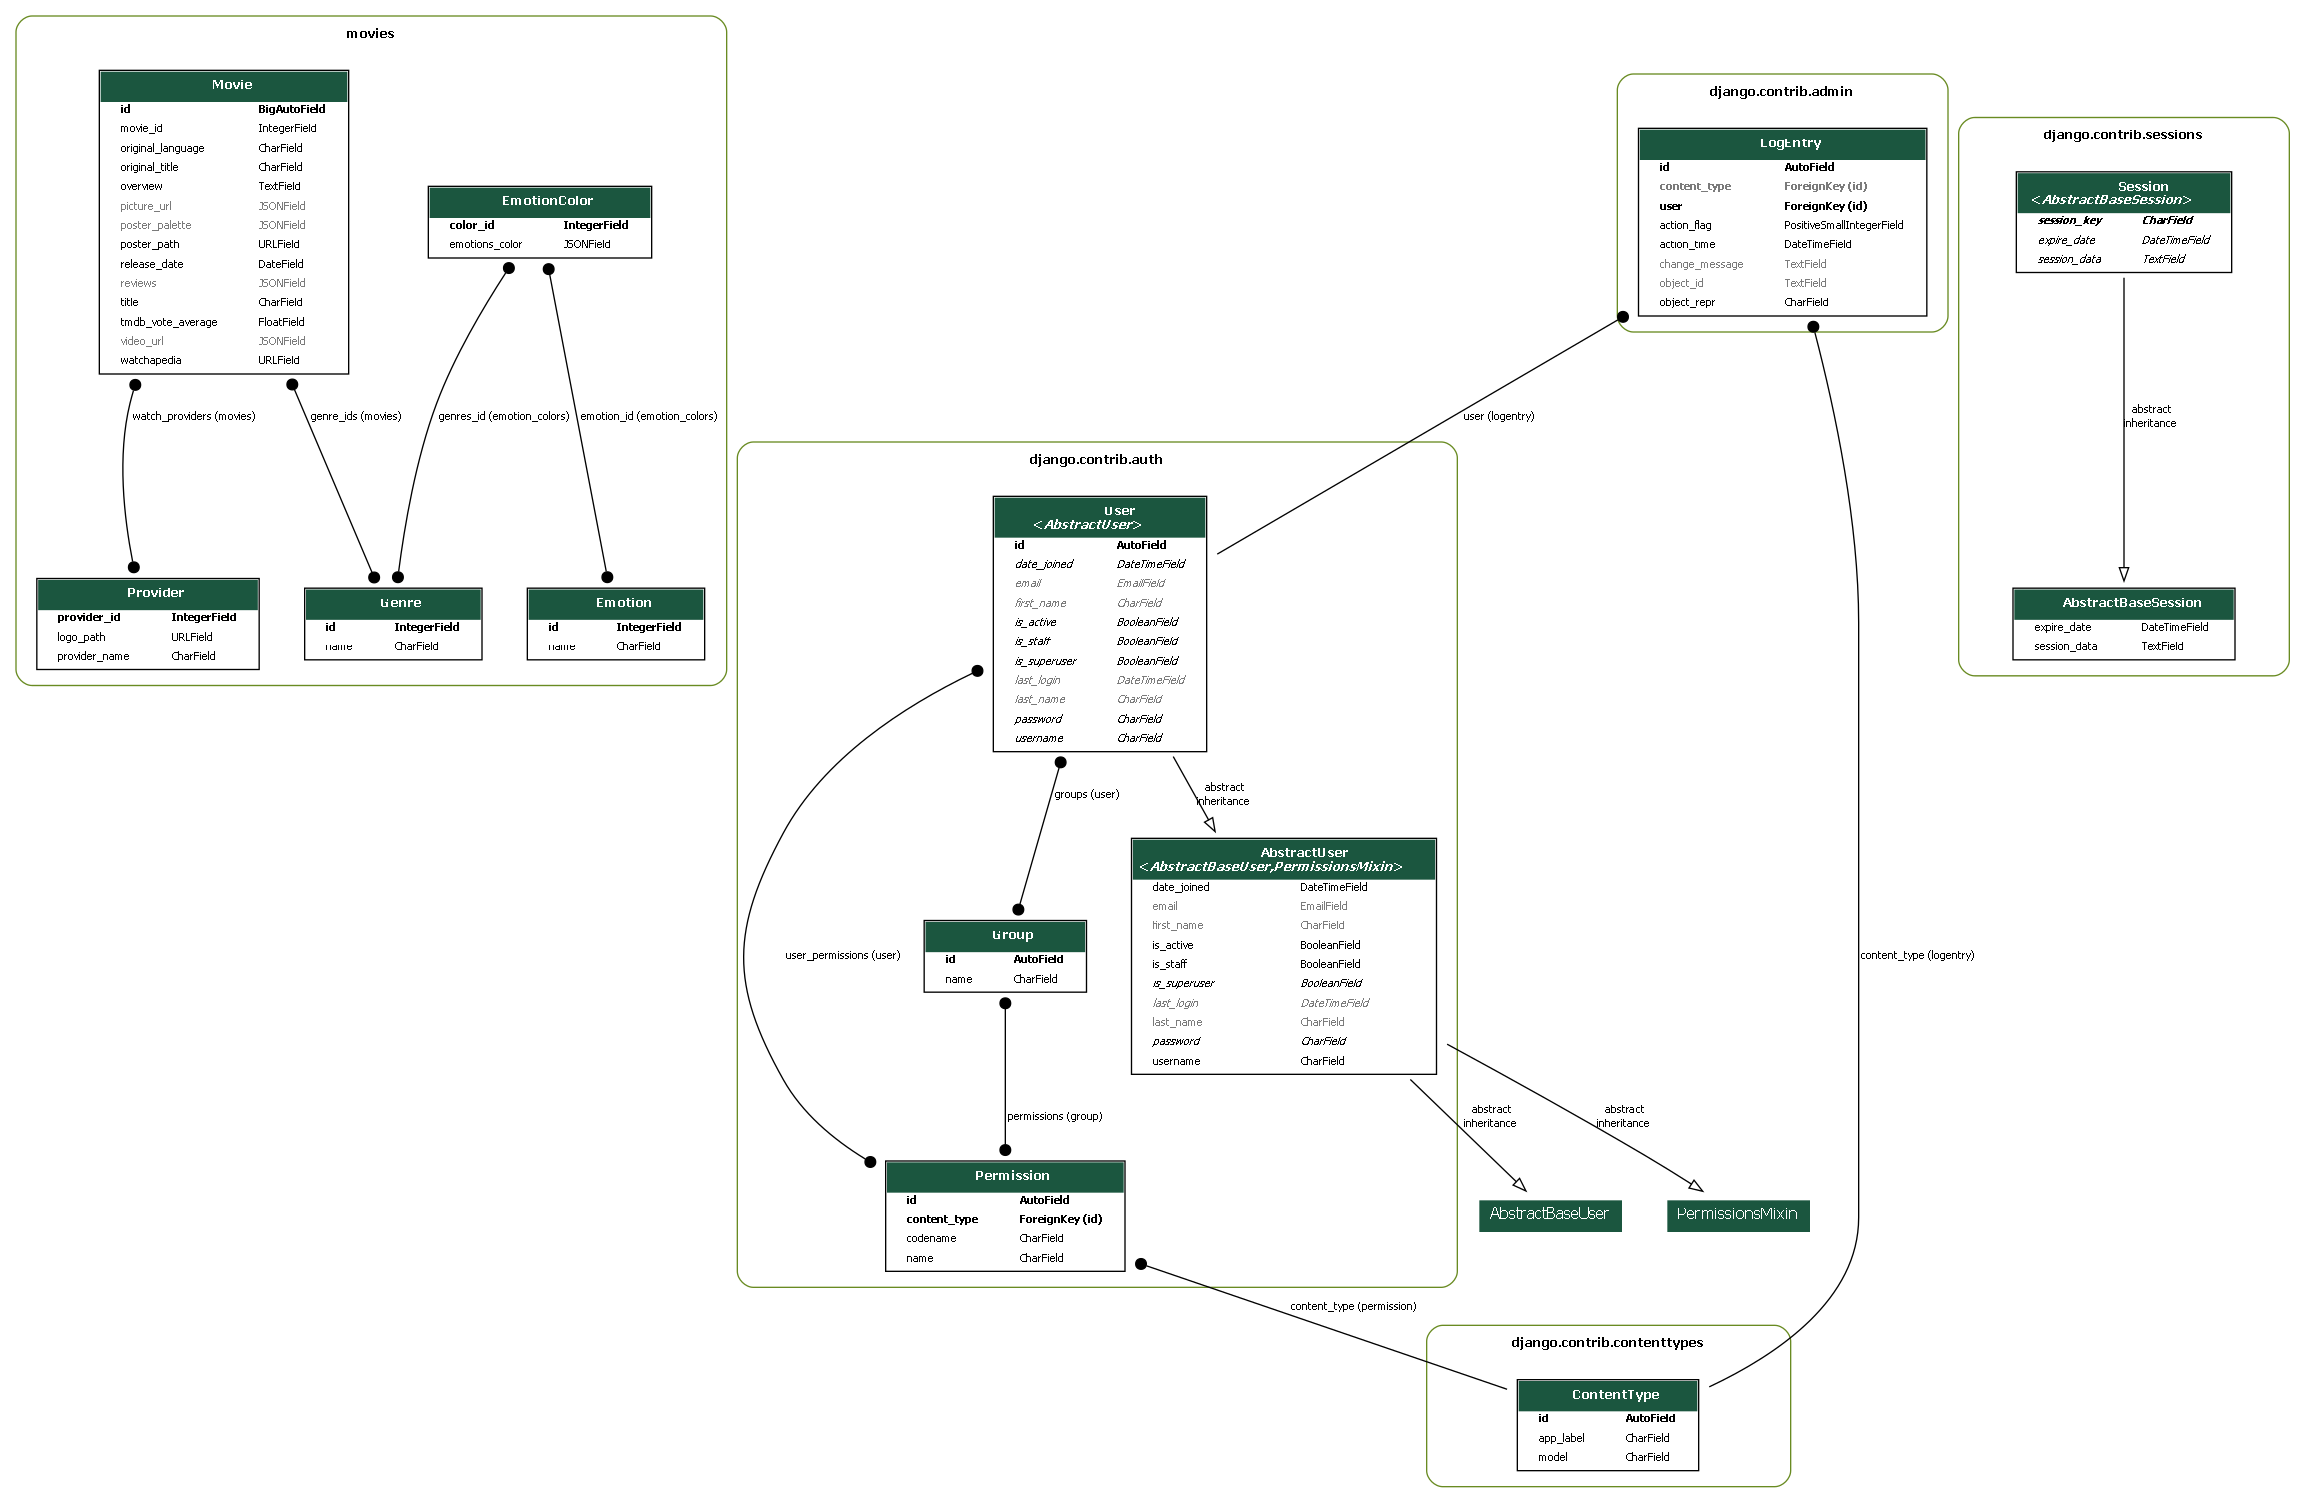 movies
Movie
id BigAutoField
movie_id IntegerField
original_language CharField
original_title CharField
overview TextField
picture_url JSONField
poster_palette JSONField
poster_path URLField
release_date DateField
reviews JSONField
title CharField
tmdb_vote_average FloatField
video_url JSONField
watchapedia URLField
EmotionColor
color_id IntegerField
emotions_color JSONField
watch_providers (movies)
genre_ids (movies)
genres_id (emotion_colors)
emotion_id (emotion_colors)
Provider
provider_id IntegerField
logo_path URLField
provider_name CharField
Genre
id IntegerField
name CharField
Emotion
id IntegerField
name CharField
django.contrib.admin
LogEntry
id AutoField
content_type ForeignKey (id)
user ForeignKey (id)
action_flag PositiveSmallIntegerField
action_time DateTimeField
change_message TextField
object_id TextField
object_repr CharField
user (logentry)
content_type (logentry)
django.contrib.sessions
Session
<AbstractBaseSession>
session_key CharField
expire_date DateTimeField
session_data TextField
abstract
inheritance
AbstractBaseSession
expire_date DateTimeField
session_data TextField
django.contrib.auth
User
<AbstractUser>
id AutoField
date_joined DateTimeField
email EmailField
first_name CharField
is_active BooleanField
is_staff BooleanField
is_superuser BooleanField
last_login DateTimeField
last_name CharField
password CharField
username CharField
groups (user)
abstract
inheritance
user_permissions (user)
AbstractUser
<AbstractBaseUser,PermissionsMixin>
date_joined DateTimeField
email EmailField
first_name CharField
is_active BooleanField
is_staff BooleanField
is_superuser BooleanField
last_login DateTimeField
last_name CharField
password CharField
username CharField
Group
id AutoField
name CharField
permissions (group)
abstract
inheritance
abstract
inheritance
Permission
id AutoField
content_type ForeignKey (id)
codename CharField
name CharField
AbstractBaseUser
PermissionsMixin
content_type (permission)
django.contrib.contenttypes
ContentType
id AutoField
app_label CharField
model CharField